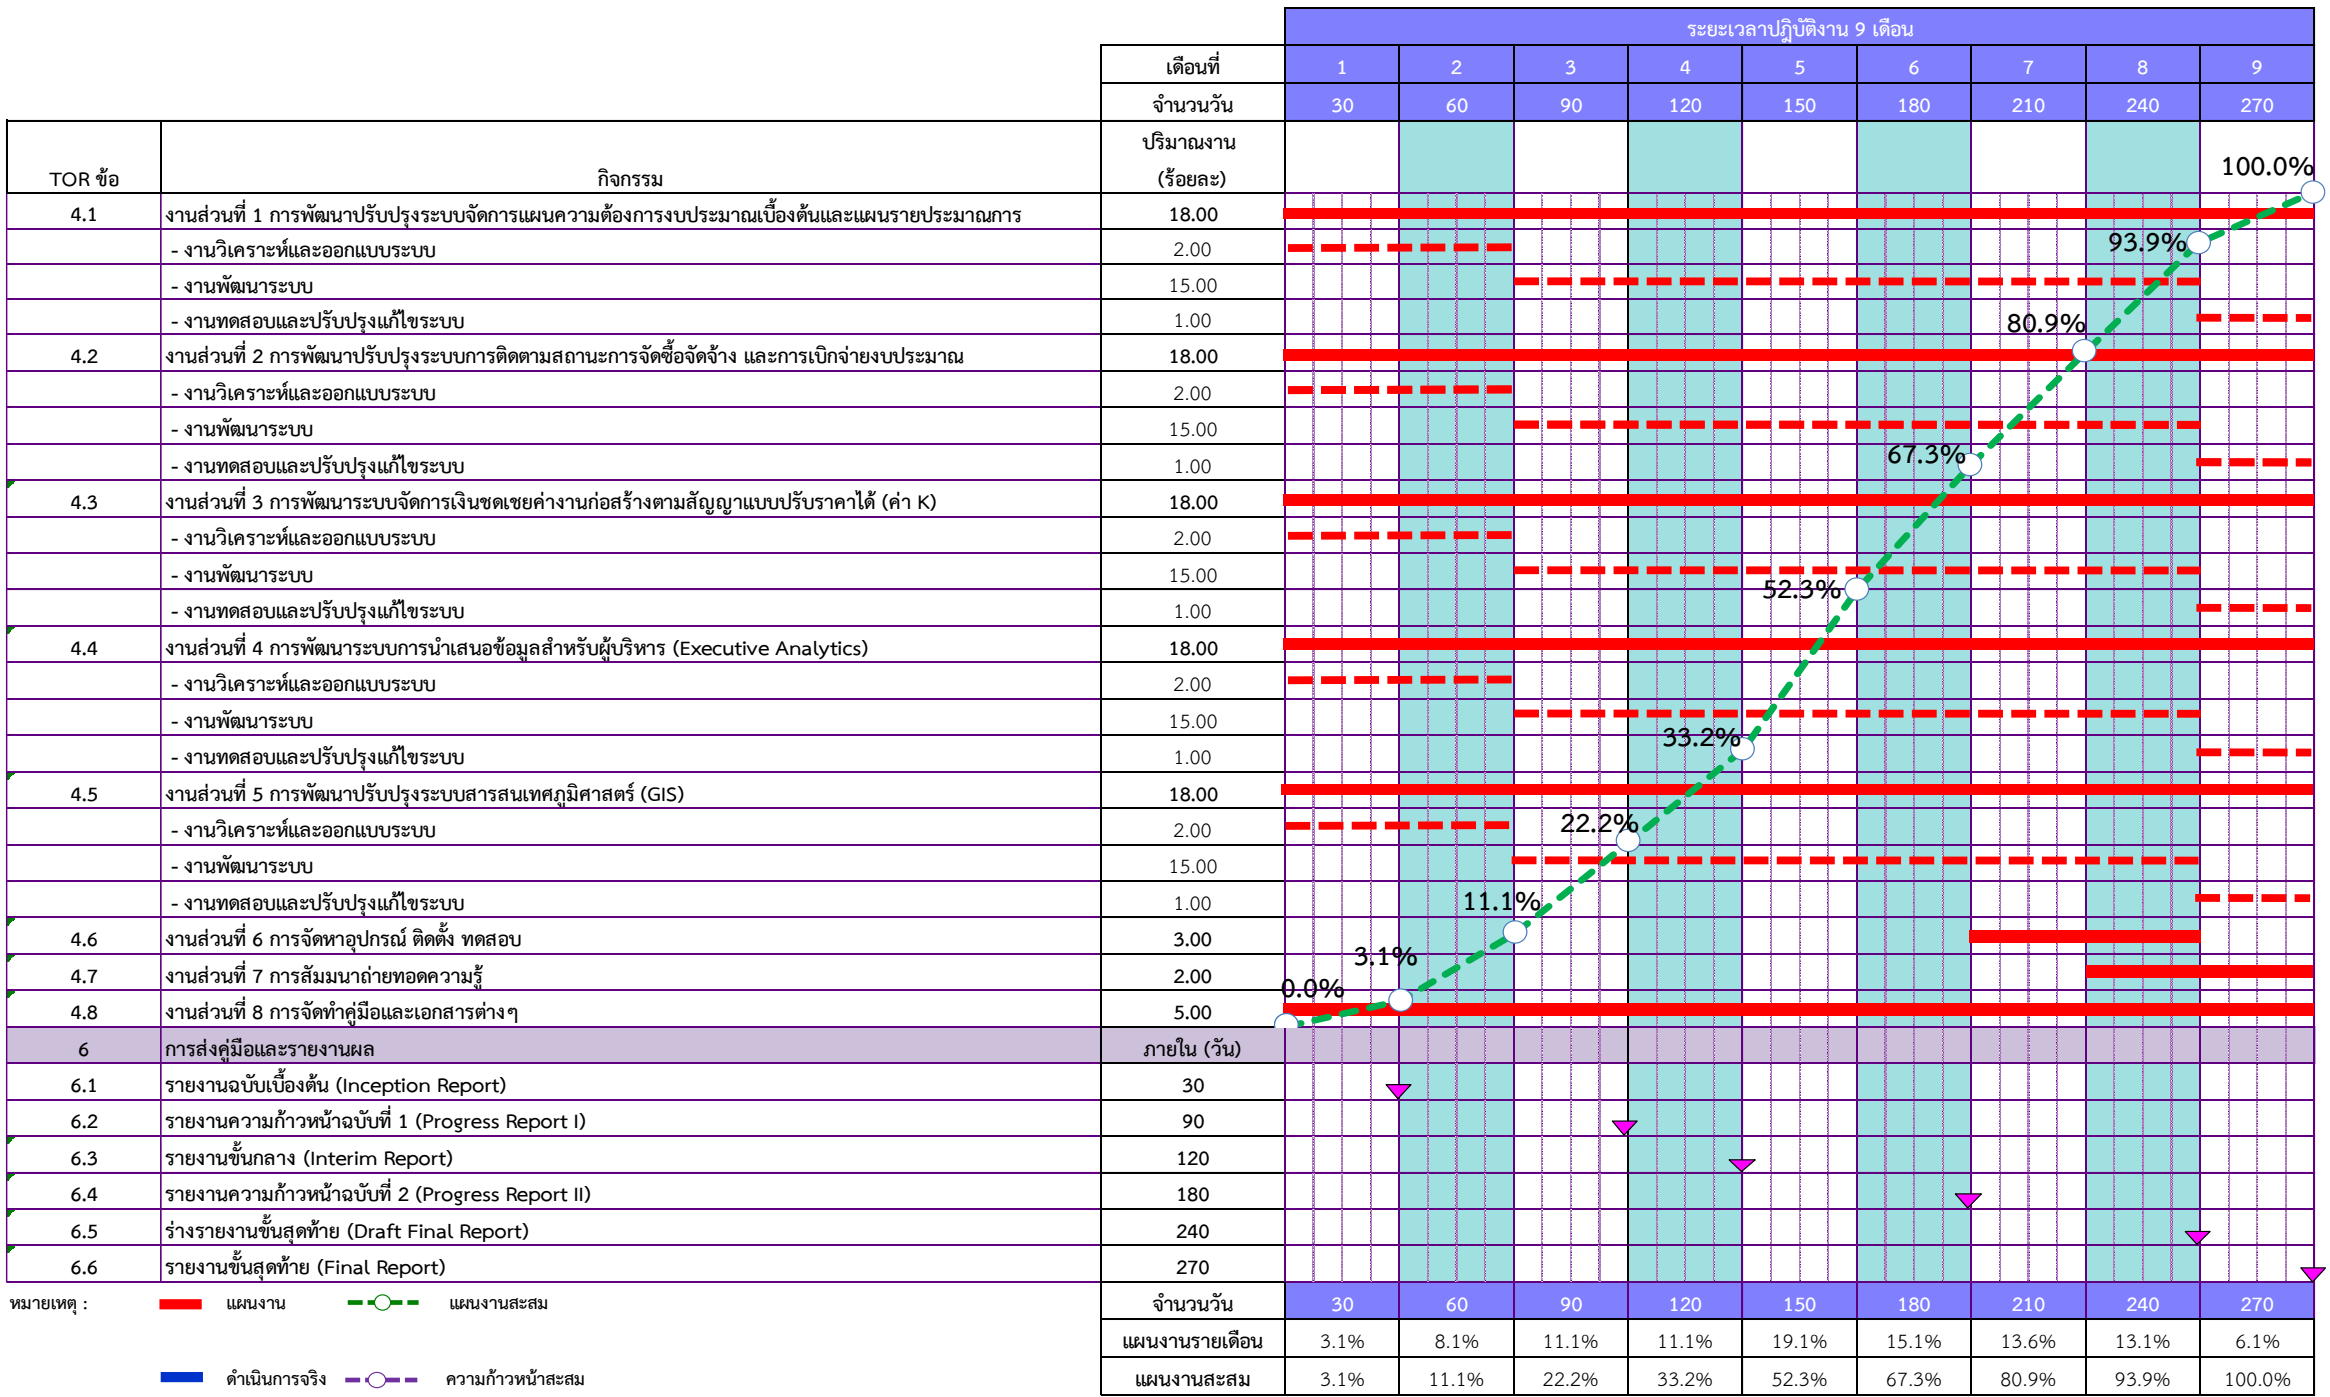 ระยะเวลาปฏิบัติงาน 9 เดือน
เดือนที่ 1 2 3 4 5 6 7 8 9
จำนวนวัน 30 60 90 120 150 180 210 240 270
TOR ข้อ กิจกรรม ปริมาณงาน (ร้อยละ) 100.0%
4.1 งานส่วนที่ 1 การพัฒนาปรับปรุงระบบจัดการแผนความต้องการงบประมาณเบื้องต้นและแผนรายประมาณการ 18.00
- งานวิเคราะห์และออกแบบระบบ 2.00 93.9%
- งานพัฒนาระบบ 15.00
- งานทดสอบและปรับปรุงแก้ไขระบบ 1.00 80.9%
4.2 งานส่วนที่ 2 การพัฒนาปรับปรุงระบบการติดตามสถานะการจัดซื้อจัดจ้าง และการเบิกจ่ายงบประมาณ 18.00
- งานวิเคราะห์และออกแบบระบบ 2.00
- งานพัฒนาระบบ 15.00
- งานทดสอบและปรับปรุงแก้ไขระบบ 1.00 67.3%
4.3 งานส่วนที่ 3 การพัฒนาระบบจัดการเงินชดเชยค่างานก่อสร้างตามสัญญาแบบปรับราคาได้ (ค่า K) 18.00
- งานวิเคราะห์และออกแบบระบบ 2.00
- งานพัฒนาระบบ 15.00 52.3%
- งานทดสอบและปรับปรุงแก้ไขระบบ 1.00
4.4 งานส่วนที่ 4 การพัฒนาระบบการนำเสนอข้อมูลสำหรับผู้บริหาร (Executive Analytics) 18.00
- งานวิเคราะห์และออกแบบระบบ 2.00
- งานพัฒนาระบบ 15.00
- งานทดสอบและปรับปรุงแก้ไขระบบ 1.00 33.2%
4.5 งานส่วนที่ 5 การพัฒนาปรับปรุงระบบสารสนเทศภูมิศาสตร์ (GIS) 18.00
- งานวิเคราะห์และออกแบบระบบ 2.00 22.2%
- งานพัฒนาระบบ 15.00
- งานทดสอบและปรับปรุงแก้ไขระบบ 1.00 11.1%
4.6 งานส่วนที่ 6 การจัดหาอุปกรณ์ ติดตั้ง ทดสอบ 3.00
4.7 งานส่วนที่ 7 การสัมมนาถ่ายทอดความรู้ 2.00 3.1%
4.8 งานส่วนที่ 8 การจัดทำคู่มือและเอกสารต่างๆ 5.00 0.0%
6 การส่งคู่มือและรายงานผล ภายใน (วัน)
6.1 รายงานฉบับเบื้องต้น (Inception Report) 30
6.2 รายงานความก้าวหน้าฉบับที่ 1 (Progress Report I) 90
6.3 รายงานขั้นกลาง (Interim Report) 120
6.4 รายงานความก้าวหน้าฉบับที่ 2 (Progress Report II) 180
6.5 ร่างรายงานขั้นสุดท้าย (Draft Final Report) 240
6.6 รายงานขั้นสุดท้าย (Final Report) 270
หมายเหตุ : แผนงาน แผนงานสะสม จำนวนวัน 30 60 90 120 150 180 210 240 270
แผนงานรายเดือน 3.1% 8.1% 11.1% 11.1% 19.1% 15.1% 13.6% 13.1% 6.1%
ดำเนินการจริง ความก้าวหน้าสะสม แผนงานสะสม 3.1% 11.1% 22.2% 33.2% 52.3% 67.3% 80.9% 93.9% 100.0%